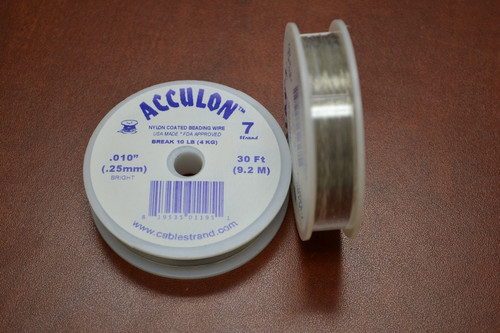 ACCULON™
NYLON COATED BEADING WIRE
USA MADE * FDA APPROVED
BREAK 10 LB (4 KG)
7
Strand
.010"
(.25mm)
BRIGHT
30 Ft
(9.2 M)
www.cablestrand.com